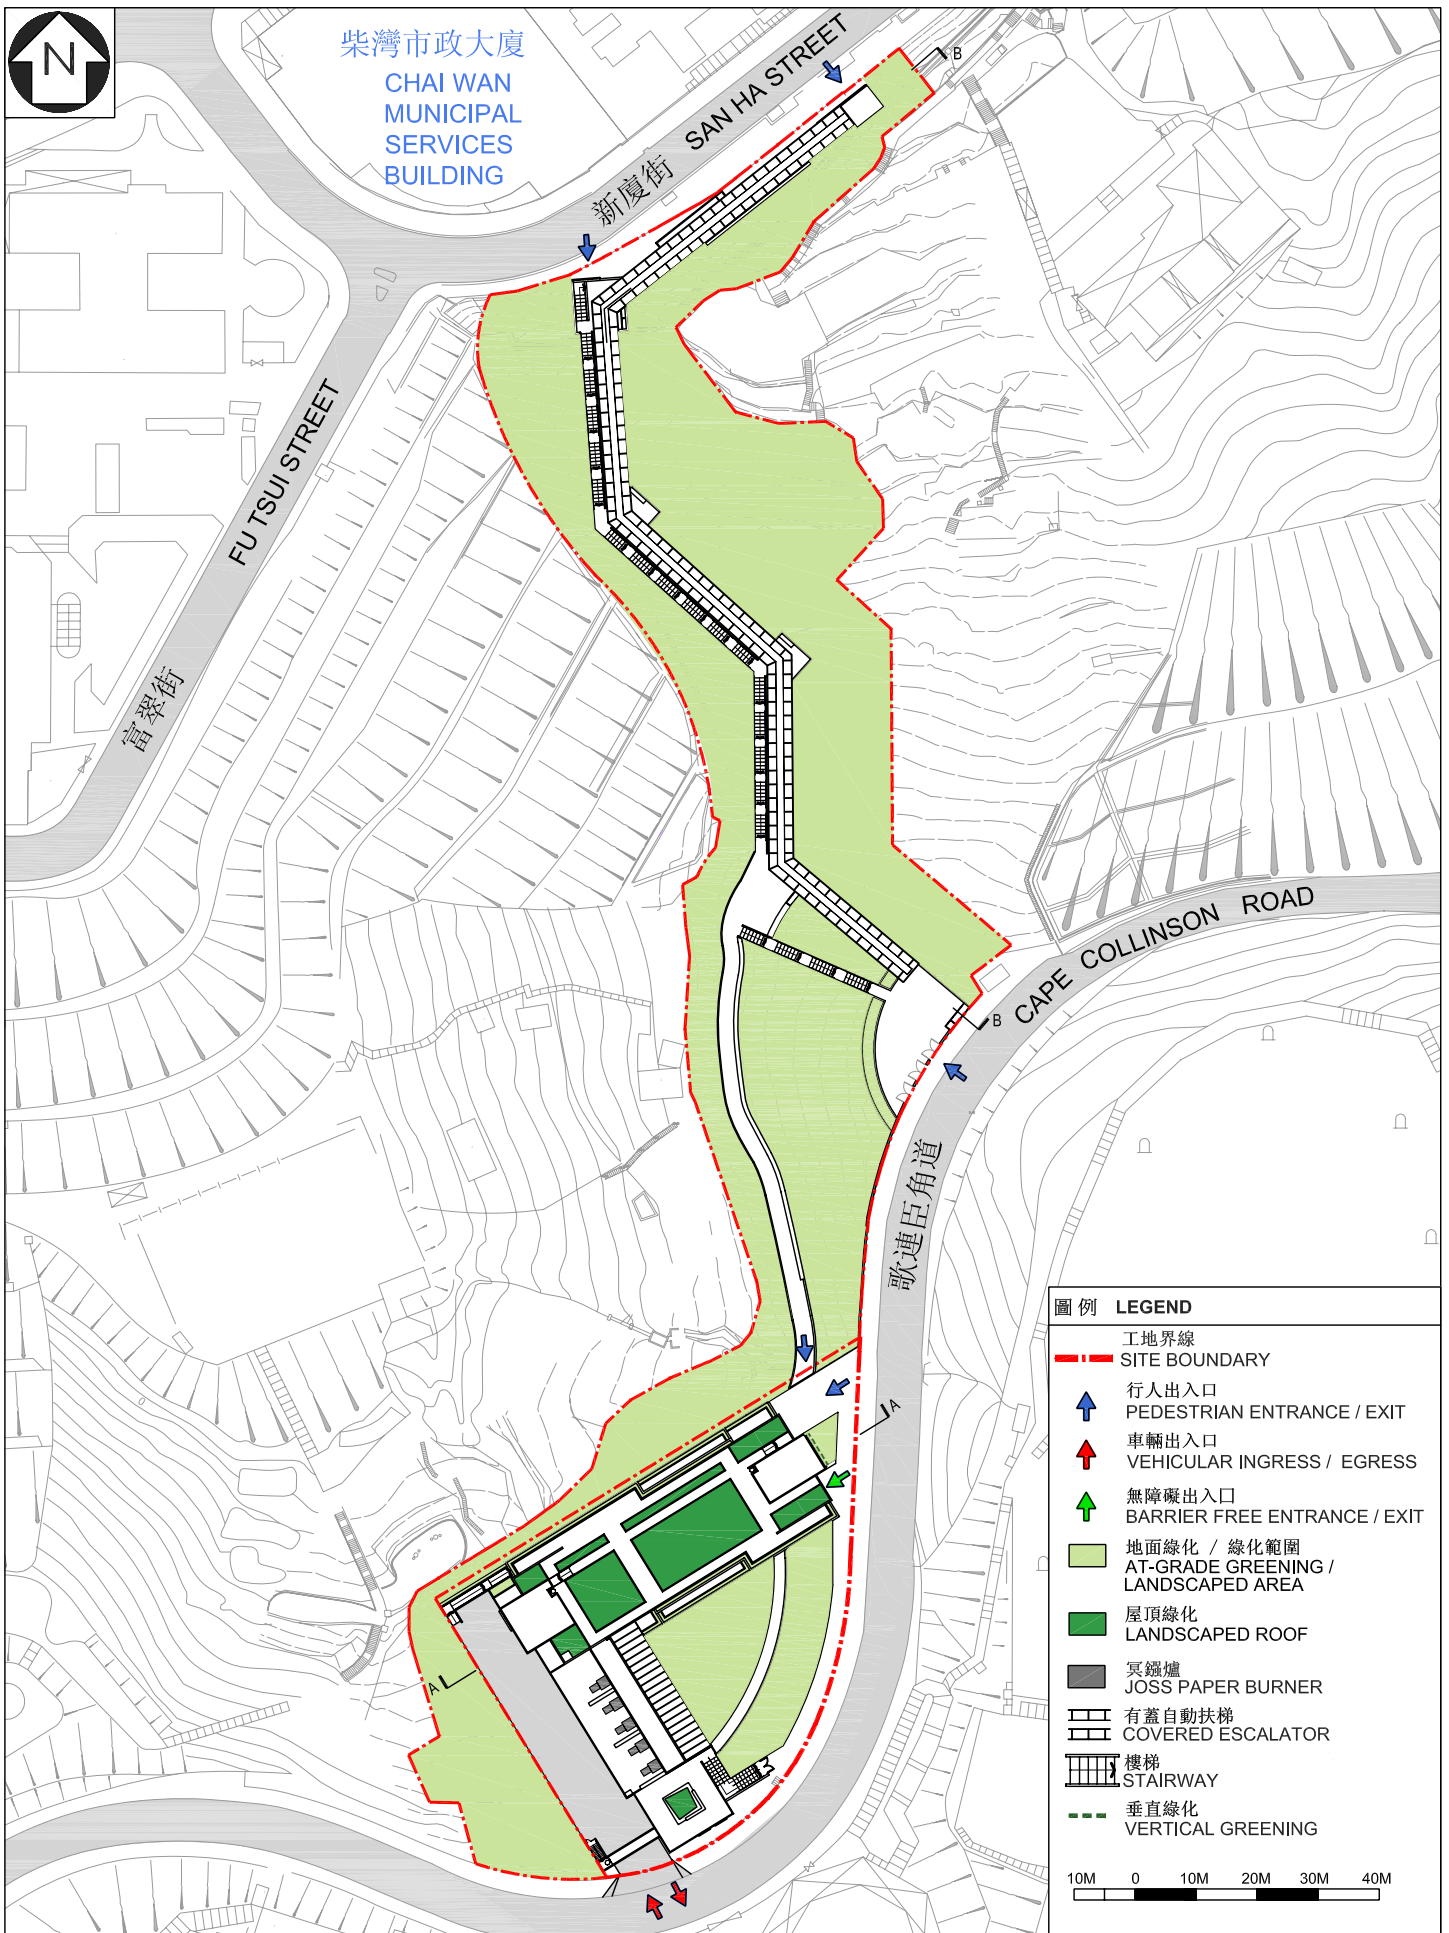 N
柴灣市政大廈
CHAI WAN
MUNICIPAL
SERVICES
BUILDING
新廈街 SAN HA STREET
B
FU TSUI STREET
富翠街
CAPE COLLINSON ROAD
B
歌連臣角道
A
A
圖例 LEGEND
工地界線
SITE BOUNDARY
行人出入口
PEDESTRIAN ENTRANCE / EXIT
車輛出入口
VEHICULAR INGRESS / EGRESS
無障礙出入口
BARRIER FREE ENTRANCE / EXIT
地面綠化 / 綠化範圍
AT-GRADE GREENING /
LANDSCAPED AREA
屋頂綠化
LANDSCAPED ROOF
冥鏹爐
JOSS PAPER BURNER
有蓋自動扶梯
COVERED ESCALATOR
樓梯
STAIRWAY
垂直綠化
VERTICAL GREENING
10M 0 10M 20M 30M 40M